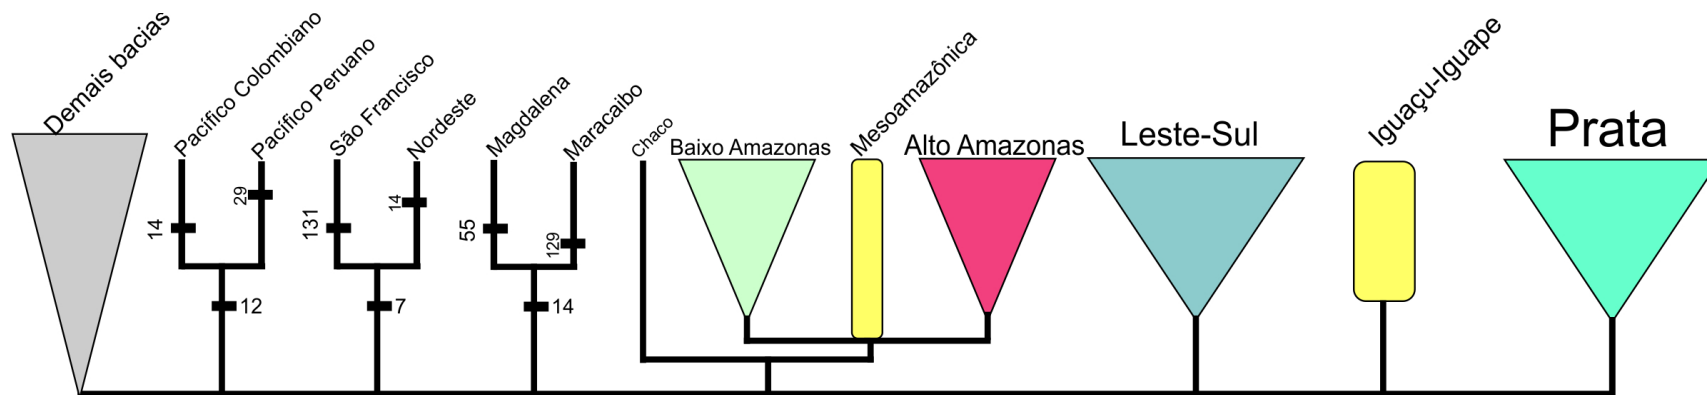 Demais bacias
Pacífico Colombiano
Pacífico Peruano
São Francisco
Nordeste
Magdalena
Maracaibo
Chaco
Baixo Amazonas
Mesoamazônica
Alto Amazonas
Leste-Sul
Iguaçu-Iguape
Prata
14
29
131
14
55
129
12
7
14